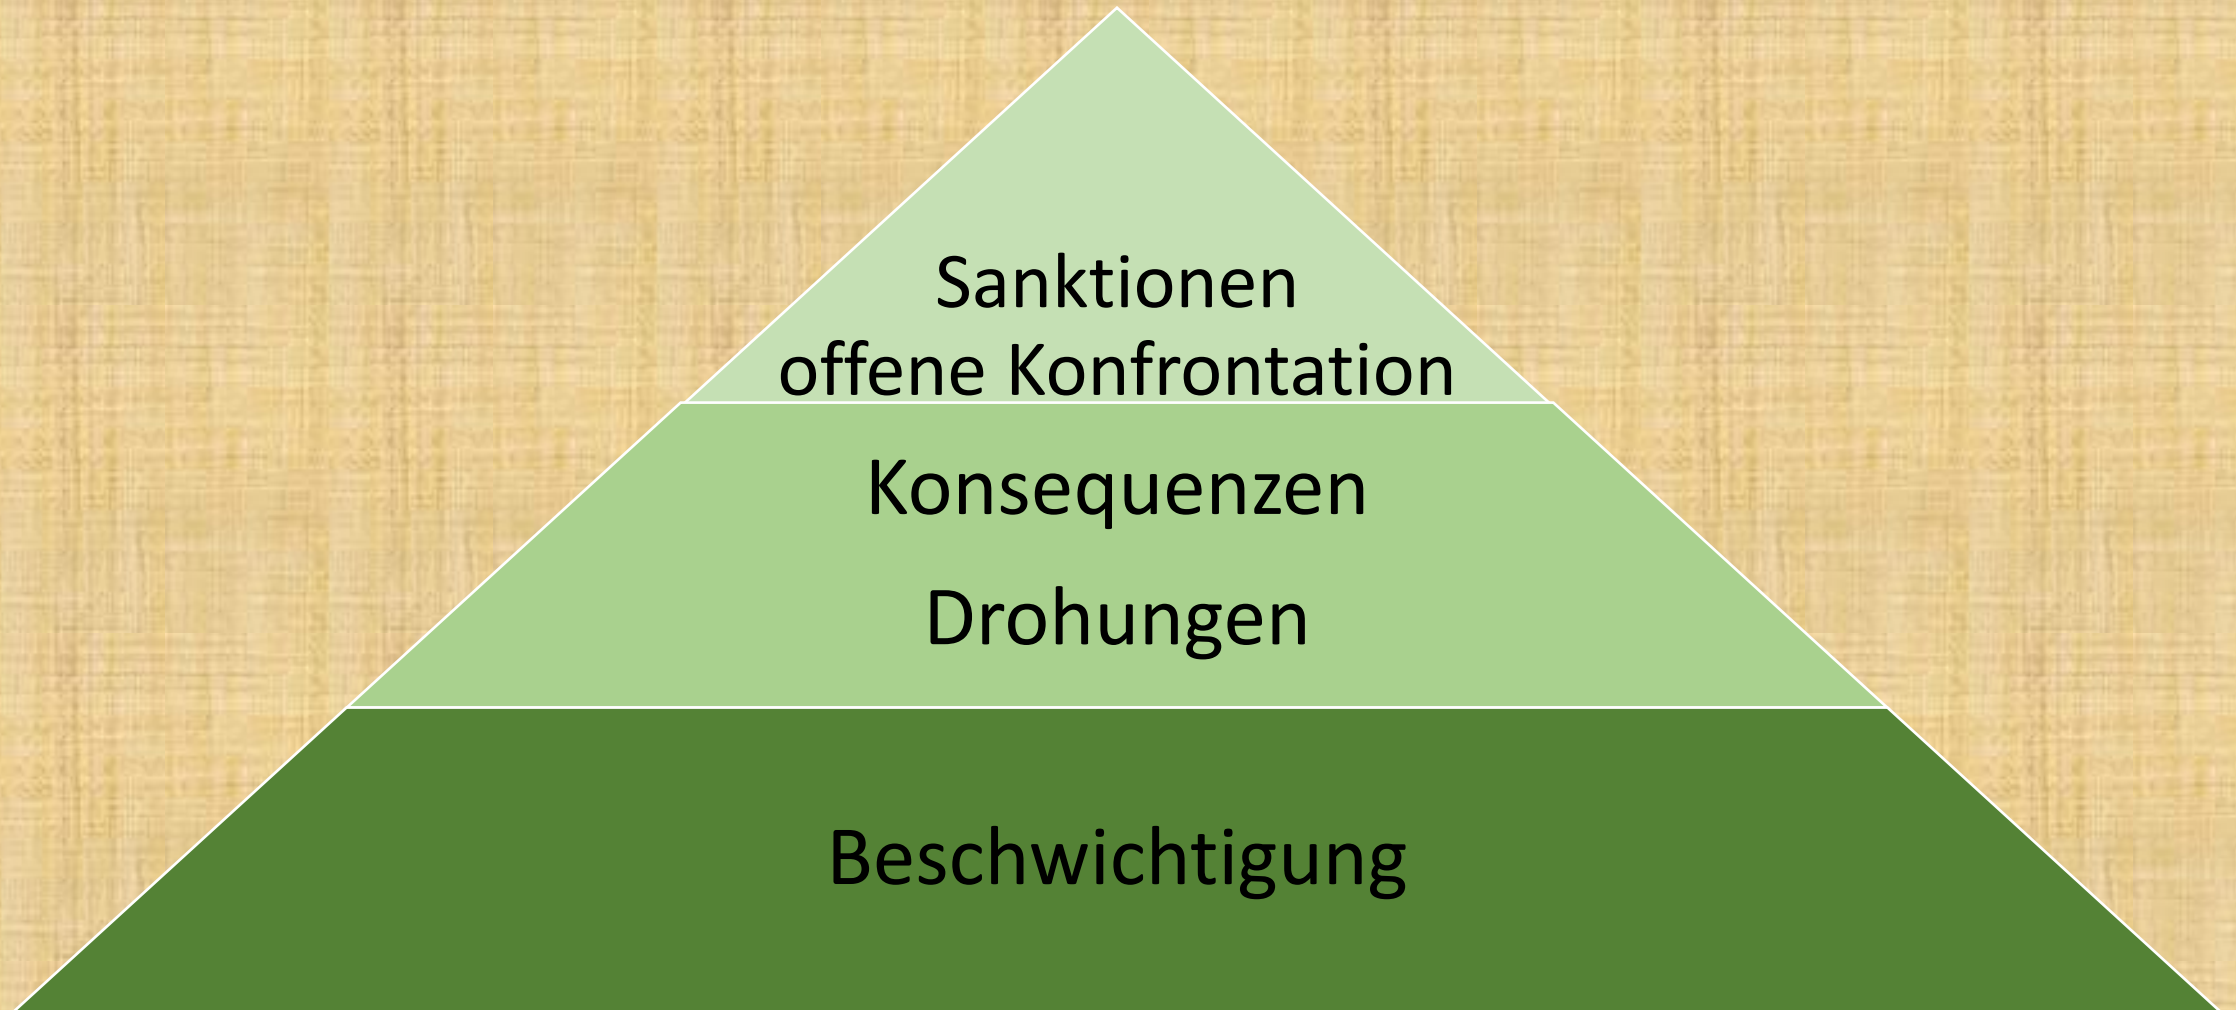 Sanktionen
offene Konfrontation
Konsequenzen
Drohungen
Beschwichtigung